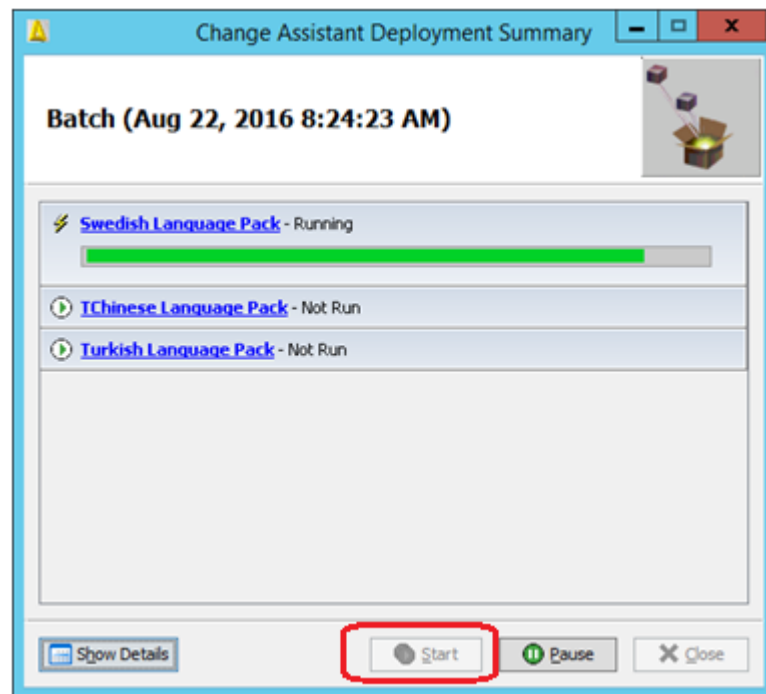 Change Assistant Deployment Summary
Batch (Aug 22, 2016 8:24:23 AM)
Swedish Language Pack - Running
TChinese Language Pack - Not Run
Turkish Language Pack - Not Run
Show Details
Start
Pause
Close